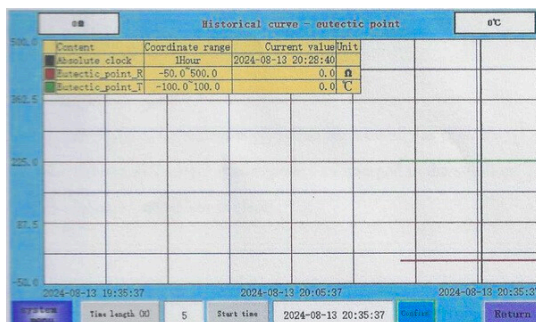 0Ω Historical curve - eutectic point 0℃
500.0
Content Coordinate range Current value Unit
Absolute clock 1Hour 2024-08-13 20:28:40
Eutectic_point_R -50.0~500.0 0.0 Ω
Eutectic_point_T -100.0~100.0 0.0 ℃
362.5
225.0
87.5
-50.0
2024-08-13 19:35:37 2024-08-13 20:05:37 2024-08-13 20:35:37
System Time length 5 Start time 2024-08-13 20:35:37 Return